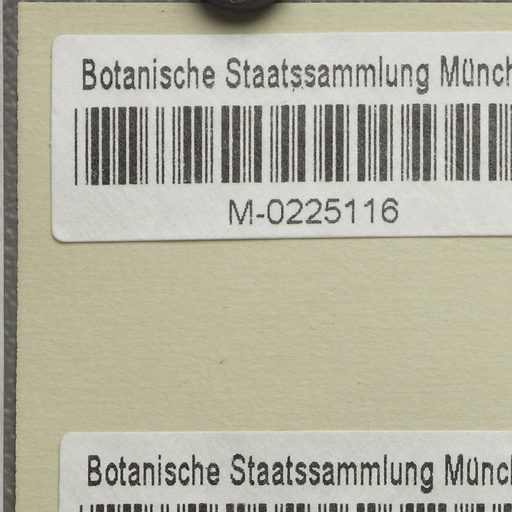 Botanische Staatssammlung Münch
M-0225116
Botanische Staatssammlung Münch